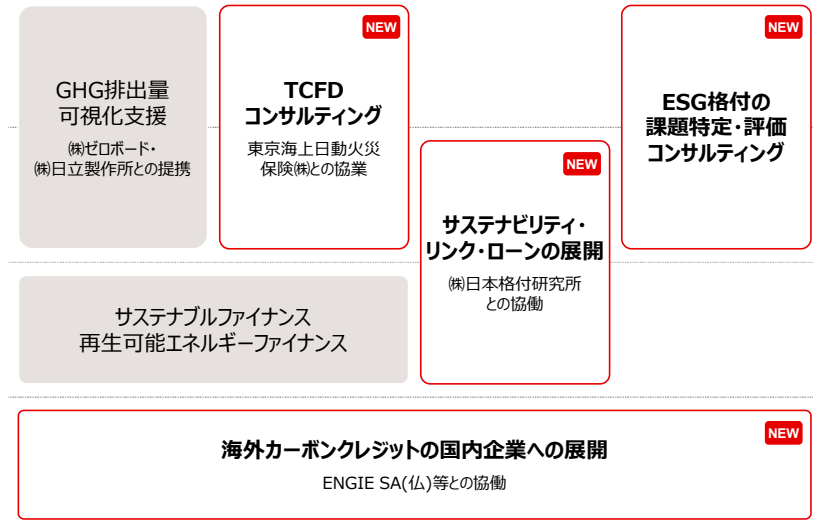 GHG排出量
可視化支援
㈱ゼロボード・
㈱日立製作所との提携
NEW
TCFD
コンサルティング
東京海上日動火災
保険㈱との協業
NEW
サステナビリティ・
リンク・ローンの展開
㈱日本格付研究所
との協働
NEW
ESG格付の
課題特定・評価
コンサルティング
サステナブルファイナンス
再生可能エネルギーファイナンス
NEW
海外カーボンクレジットの国内企業への展開
ENGIE SA(仏)等との協働